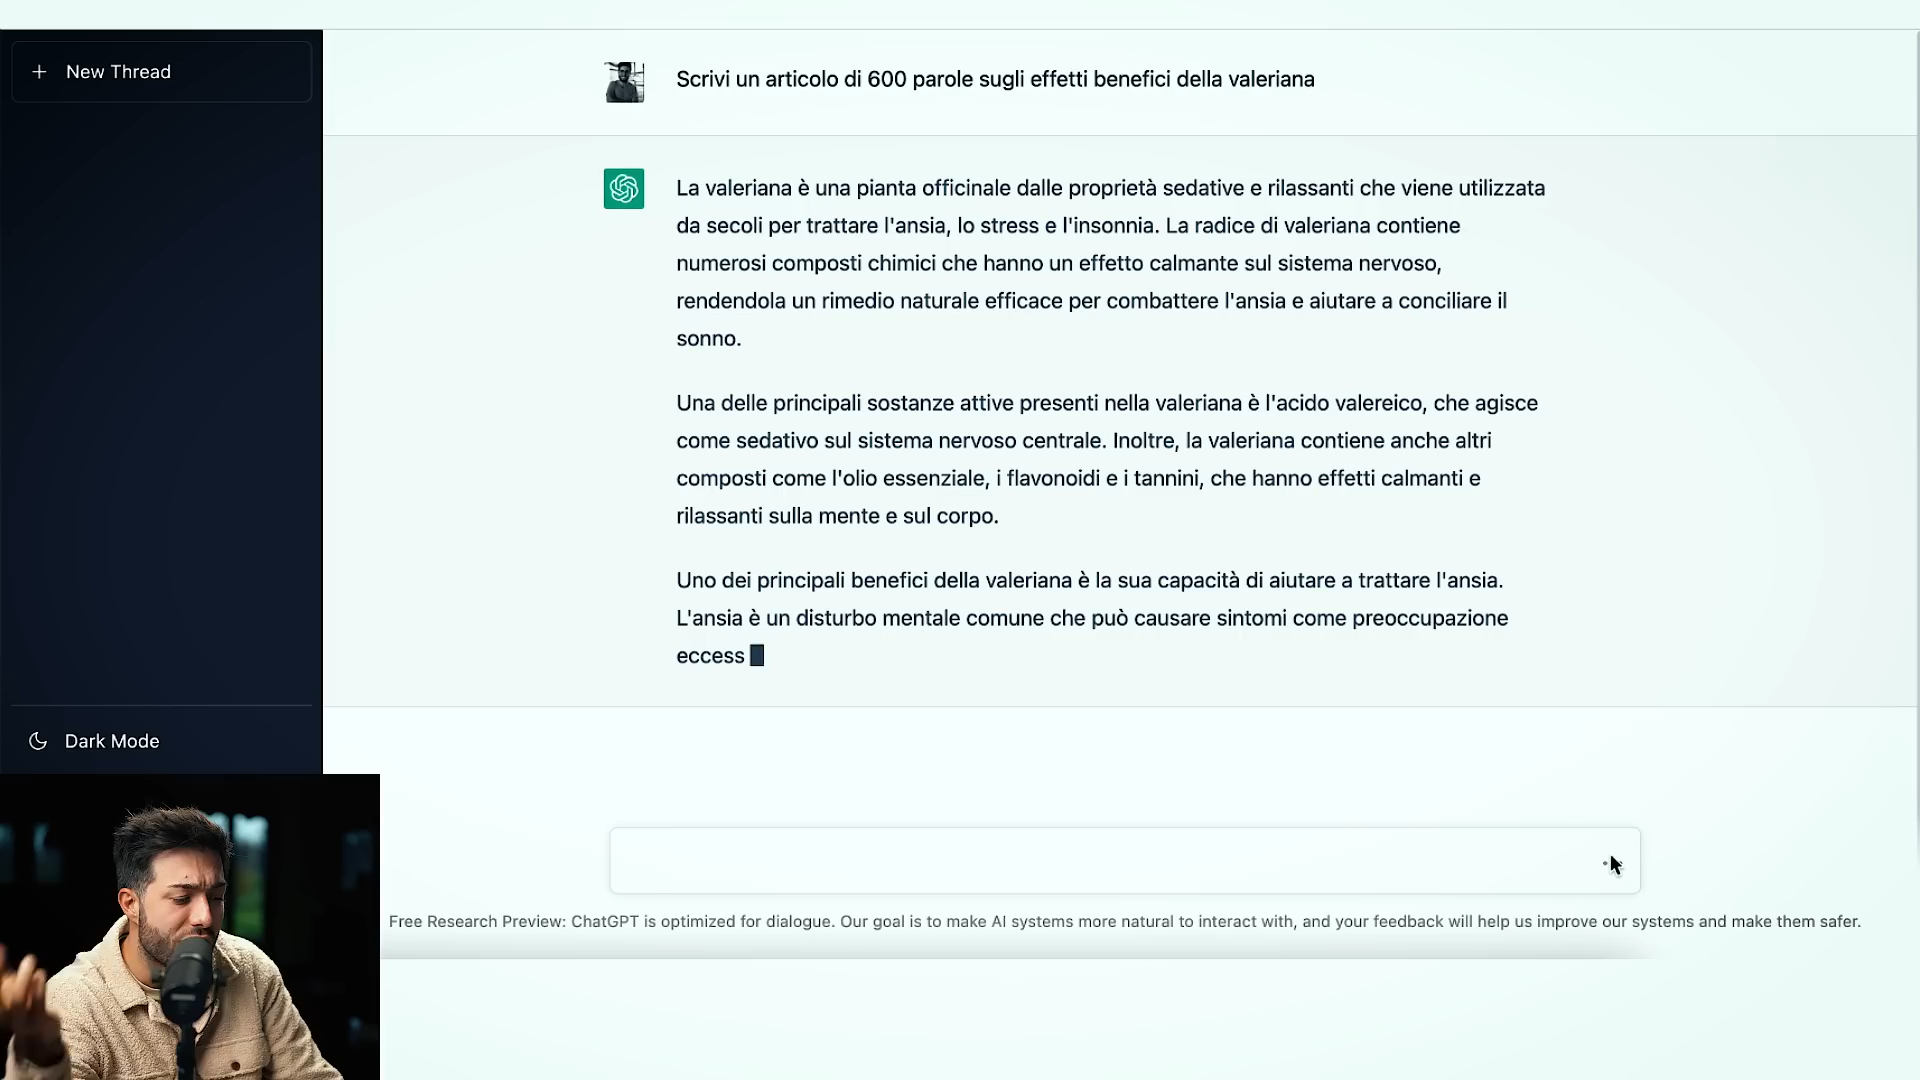 New Thread
Scrivi un articolo di 600 parole sugli effetti benefici della valeriana
La valeriana è una pianta officinale dalle proprietà sedative e rilassanti che viene utilizzata
da secoli per trattare l'ansia, lo stress e l'insonnia. La radice di valeriana contiene
numerosi composti chimici che hanno un effetto calmante sul sistema nervoso,
rendendola un rimedio naturale efficace per combattere l'ansia e aiutare a conciliare il
sonno.
Una delle principali sostanze attive presenti nella valeriana è l'acido valereico, che agisce
come sedativo sul sistema nervoso centrale. Inoltre, la valeriana contiene anche altri
composti come l'olio essenziale, i flavonoidi e i tannini, che hanno effetti calmanti e
rilassanti sulla mente e sul corpo.
Uno dei principali benefici della valeriana è la sua capacità di aiutare a trattare l'ansia.
L'ansia è un disturbo mentale comune che può causare sintomi come preoccupazione
eccess
Dark Mode
Free Research Preview: ChatGPT is optimized for dialogue. Our goal is to make AI systems more natural to interact with, and your feedback will help us improve our systems and make them safer.